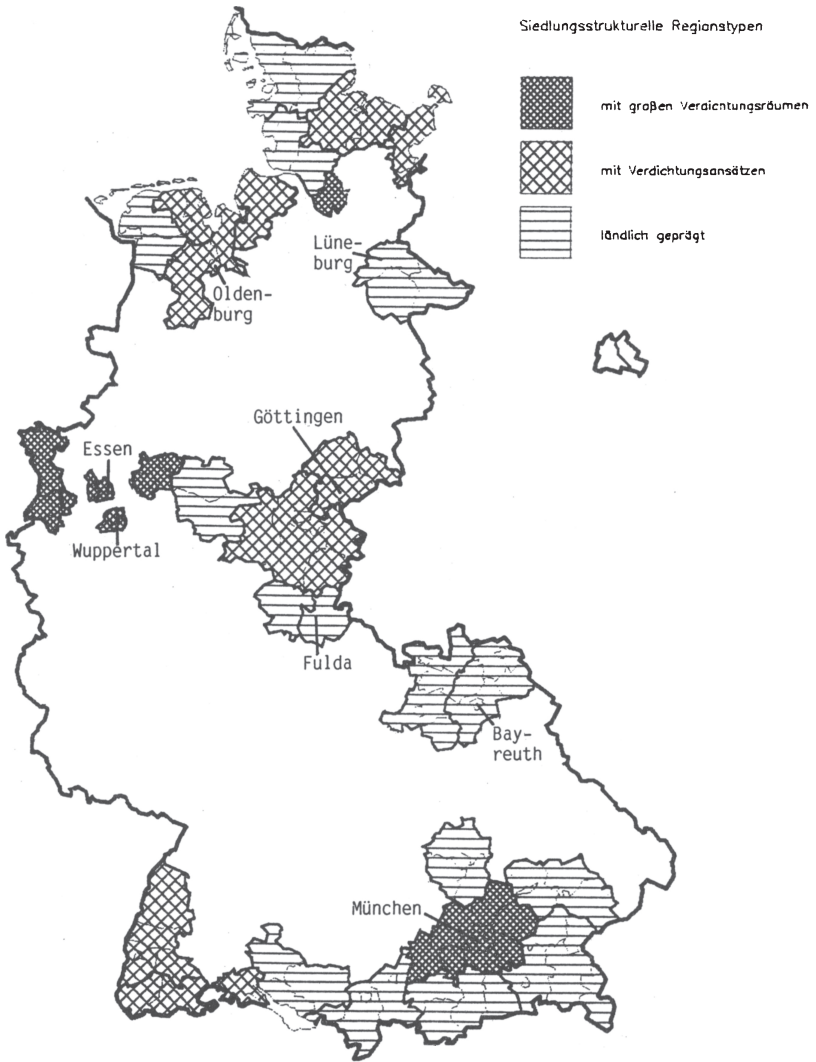 Siedlungsstrukturelle Regionstypen
mit großen Verdichtungsräumen
mit Verdichtungsansätzen
ländlich geprägt
Lüne-
burg
Olden-
burg
Göttingen
Essen
Wuppertal
Fulda
Bay-
reuth
München